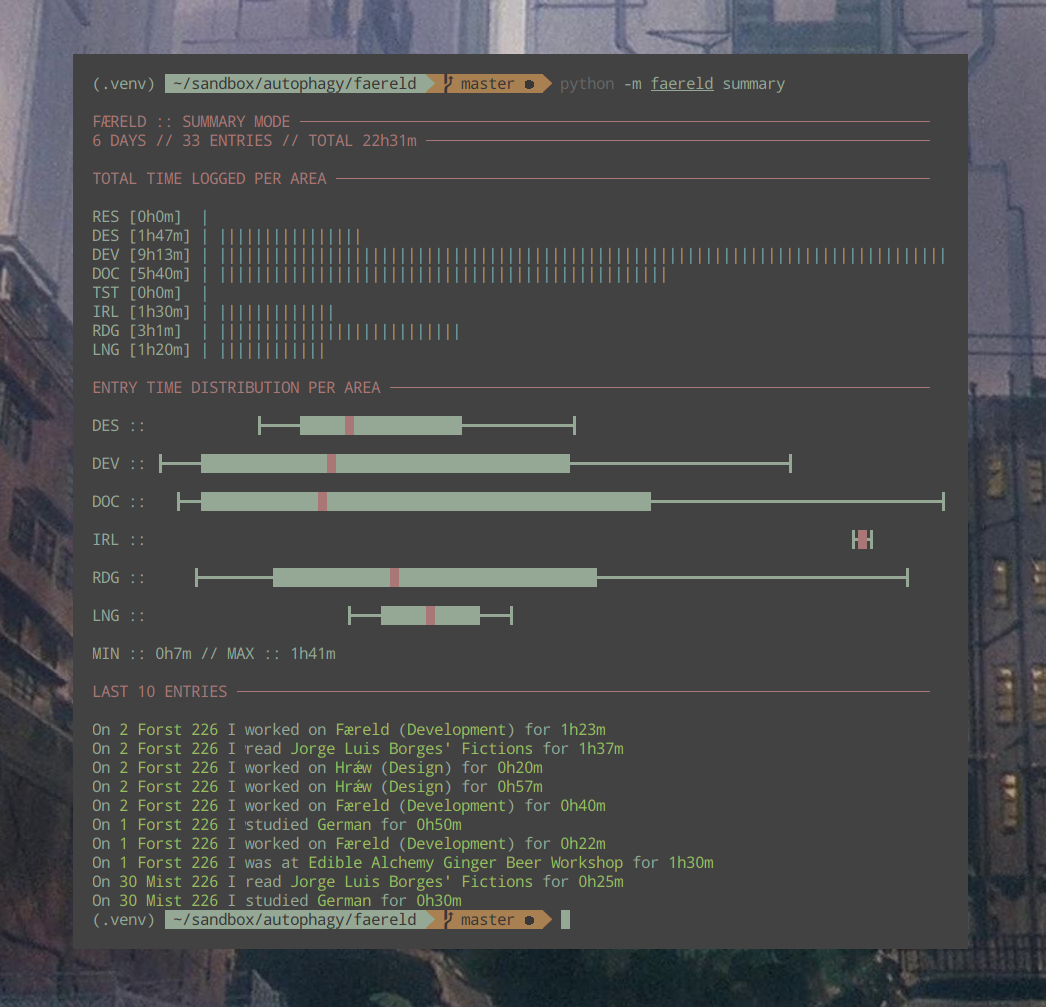 (.venv) ~/sandbox/autophagy/faereld master ● python -m faereld summary
FÆRELD :: SUMMARY MODE
6 DAYS // 33 ENTRIES // TOTAL 22h31m
TOTAL TIME LOGGED PER AREA
RES [0h0m] |
DES [1h47m] |
DEV [9h13m] |
DOC [5h40m] |
TST [0h0m] |
IRL [1h30m] |
RDG [3h1m] |
LNG [1h20m] |
ENTRY TIME DISTRIBUTION PER AREA
DES ::
DEV ::
DOC ::
IRL ::
RDG ::
LNG ::
MIN :: 0h7m // MAX :: 1h41m
LAST 10 ENTRIES
On 2 Forst 226 I worked on Færeld (Development) for 1h23m
On 2 Forst 226 I read Jorge Luis Borges' Fictions for 1h37m
On 2 Forst 226 I worked on Hrǽw (Design) for 0h20m
On 2 Forst 226 I worked on Hrǽw (Design) for 0h57m
On 2 Forst 226 I worked on Færeld (Development) for 0h40m
On 1 Forst 226 I studied German for 0h50m
On 1 Forst 226 I worked on Færeld (Development) for 0h22m
On 1 Forst 226 I was at Edible Alchemy Ginger Beer Workshop for 1h30m
On 30 Mist 226 I read Jorge Luis Borges' Fictions for 0h25m
On 30 Mist 226 I studied German for 0h30m
(.venv) ~/sandbox/autophagy/faereld master ●